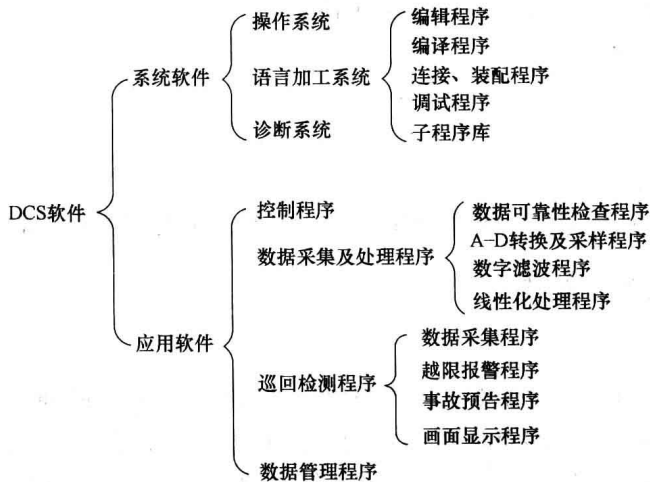 DCS软件
系统软件
操作系统
语言加工系统
编辑程序
编译程序
连接、装配程序
调试程序
子程序库
诊断系统
应用软件
控制程序
数据采集及处理程序
数据可靠性检查程序
A-D转换及采样程序
数字滤波程序
线性化处理程序
巡回检测程序
数据采集程序
越限报警程序
事故预告程序
画面显示程序
数据管理程序